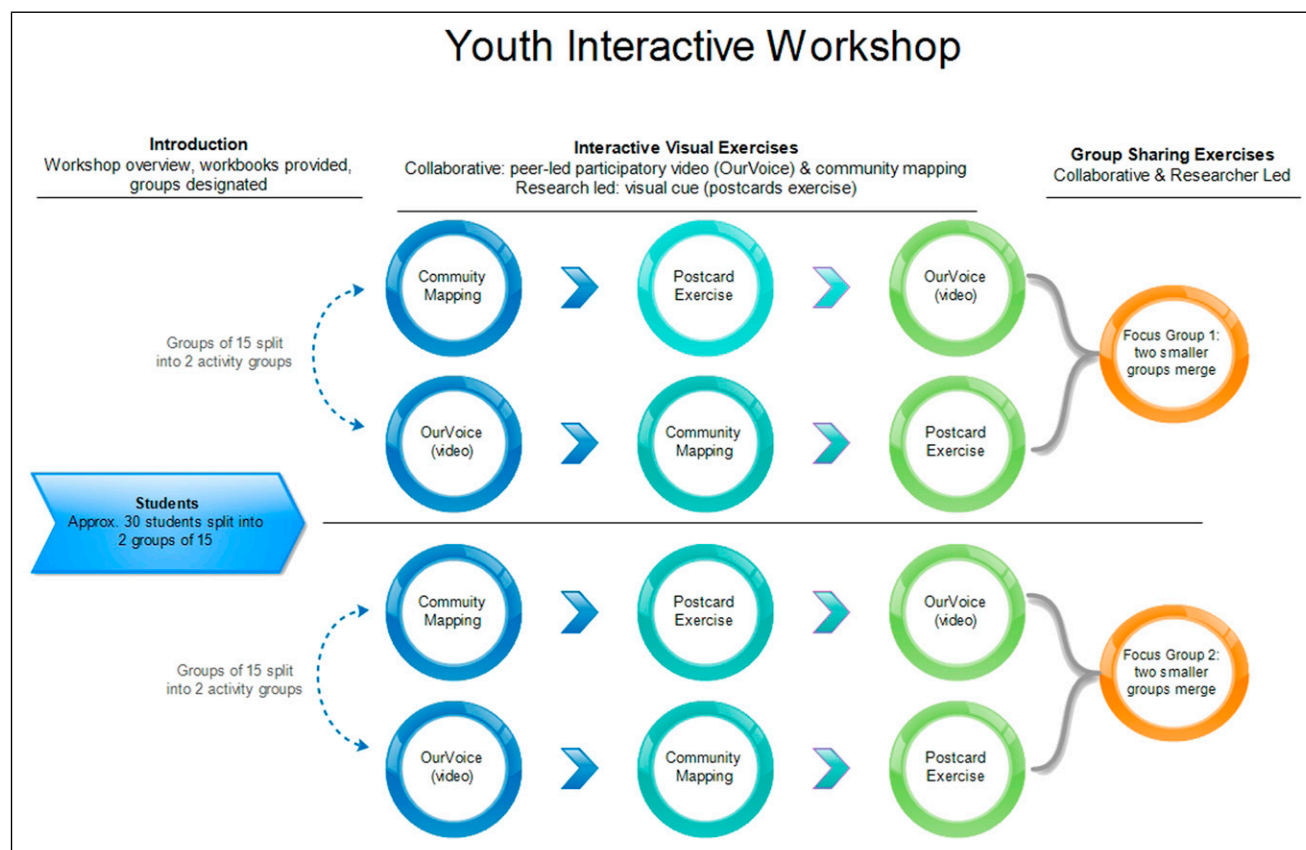 Youth Interactive Workshop
Introduction
Workshop overview, workbooks provided,
groups designated
Interactive Visual Exercises
Collaborative: peer-led participatory video (OurVoice) & community mapping
Research led: visual cue (postcards exercise)
Group Sharing Exercises
Collaborative & Researcher Led
Groups of 15 split
into 2 activity groups
Commuity
Mapping
Postcard
Exercise
OurVoice
(video)
OurVoice
(video)
Community
Mapping
Postcard
Exercise
Focus Group 1:
two smaller
groups merge
Students
Approx. 30 students split into
2 groups of 15
Groups of 15 split
into 2 activity groups
Commuity
Mapping
Postcard
Exercise
OurVoice
(video)
OurVoice
(video)
Community
Mapping
Postcard
Exercise
Focus Group 2:
two smaller
groups merge